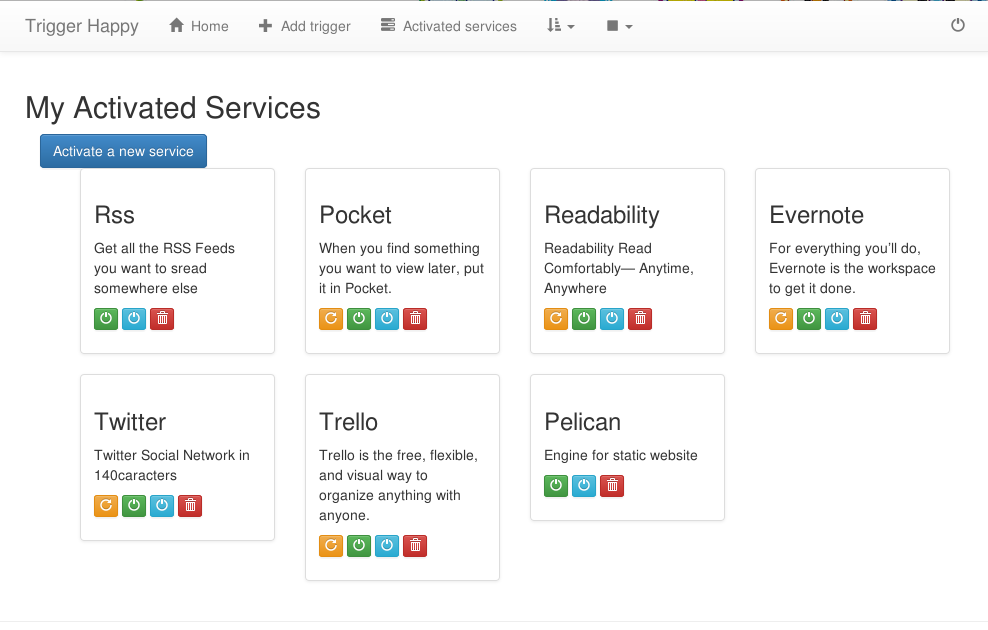 Trigger Happy Home Add trigger Activated services
My Activated Services
Activate a new service
Rss
Get all the RSS Feeds
you want to sread
somewhere else
Pocket
When you find something
you want to view later, put
it in Pocket.
Readability
Readability Read
Comfortably— Anytime,
Anywhere
Evernote
For everything you'll do,
Evernote is the workspace
to get it done.
Twitter
Twitter Social Network in
140caracters
Trello
Trello is the free, flexible,
and visual way to
organize anything with
anyone.
Pelican
Engine for static website